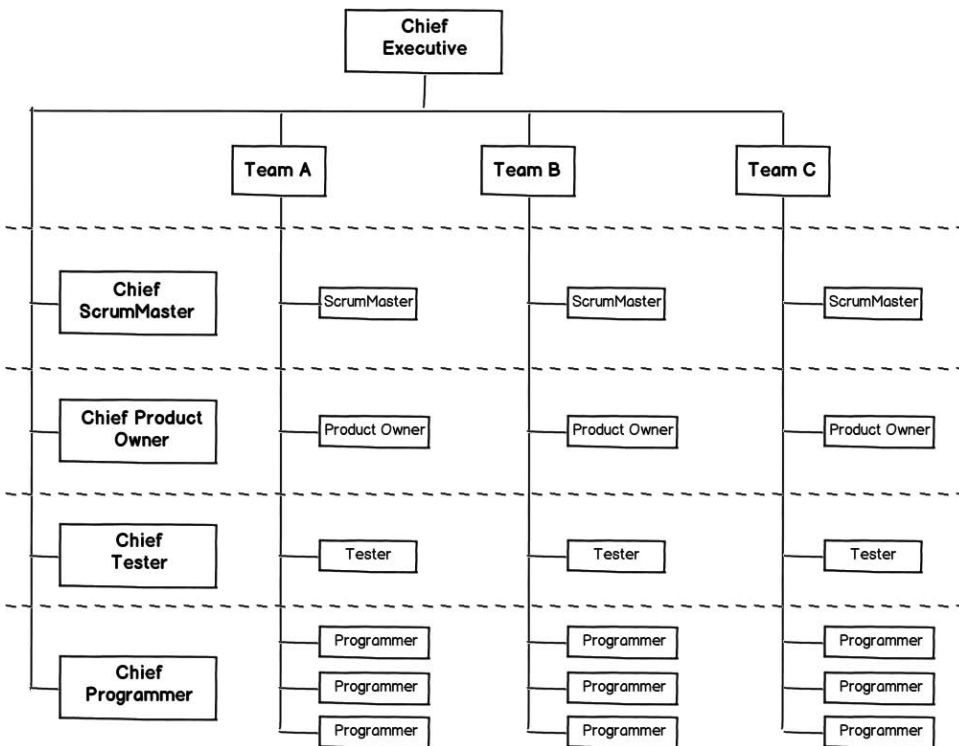 Chief
Executive
Team A
Team B
Team C
Chief
ScrumMaster
ScrumMaster
ScrumMaster
ScrumMaster
Chief Product
Owner
Product Owner
Product Owner
Product Owner
Chief
Tester
Tester
Tester
Tester
Chief
Programmer
Programmer
Programmer
Programmer
Programmer
Programmer
Programmer
Programmer
Programmer
Programmer